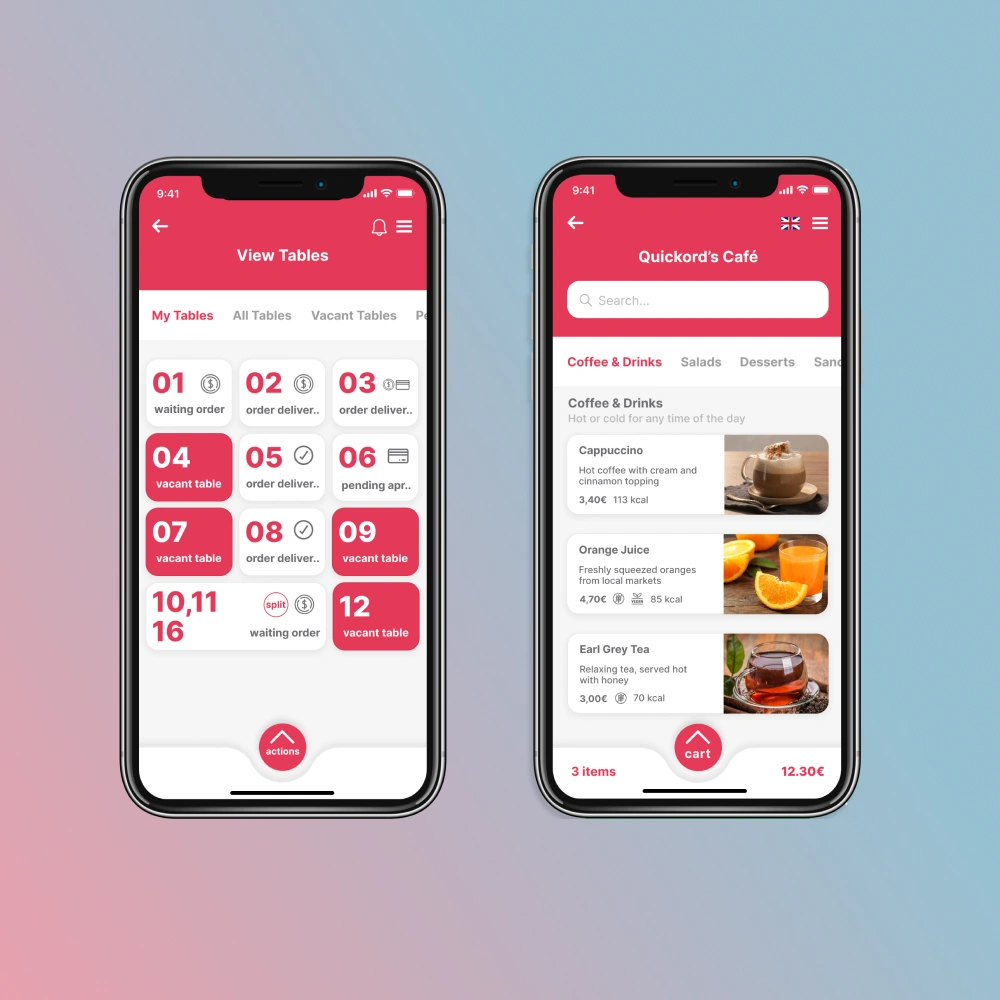 9:41
View Tables
My Tables
All Tables
Vacant Tables
01
waiting order
02
order deliver..
03
order deliver..
04
vacant table
05
order deliver..
06
pending apr..
07
vacant table
08
order deliver..
09
vacant table
10,11
16
split
waiting order
12
vacant table
actions
9:41
Quickord's Café
Search...
Coffee & Drinks
Salads
Desserts
Coffee & Drinks
Hot or cold for any time of the day
Cappuccino
Hot coffee with cream and
cinnamon topping
3,40€ 113 kcal
Orange Juice
Freshly squeezed oranges
from local markets
4,70€ 85 kcal
Earl Grey Tea
Relaxing tea, served hot
with honey
3,00€ 70 kcal
cart
3 items
12.30€